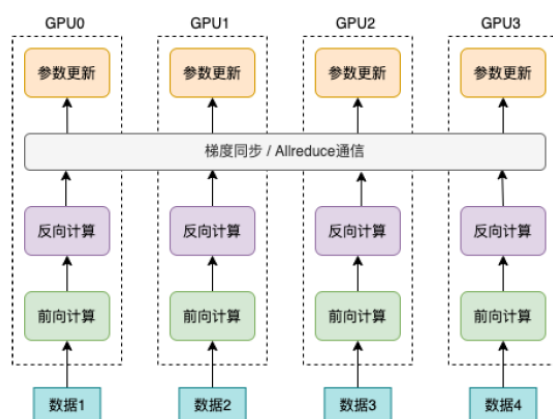 GPU0 GPU1 GPU2 GPU3
参数更新 参数更新 参数更新 参数更新
梯度同步 / Allreduce通信
反向计算 反向计算 反向计算 反向计算
前向计算 前向计算 前向计算 前向计算
数据1 数据2 数据3 数据4